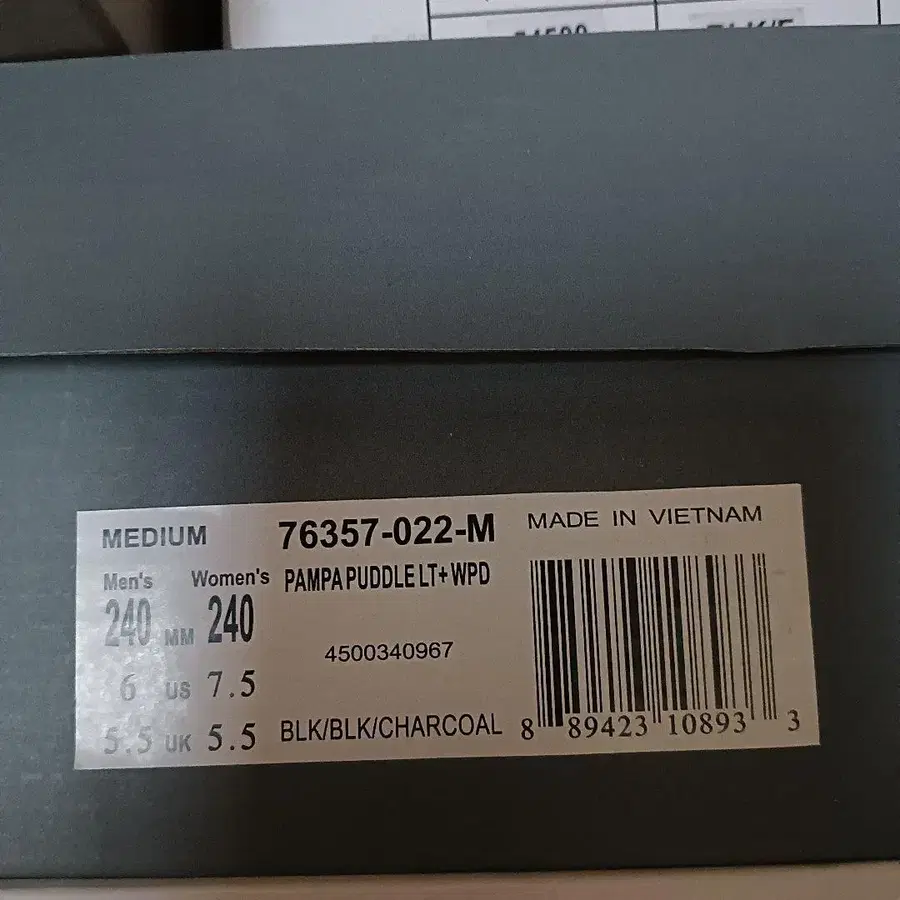 MEDIUM 76357-022-M MADE IN VIETNAM
Men's Women's PAMPA PUDDLE LT+ WPD
240 MM 240
4500340967
6 US 7.5
5.5 UK 5.5 BLK/BLK/CHARCOAL 8 89423 10893 3